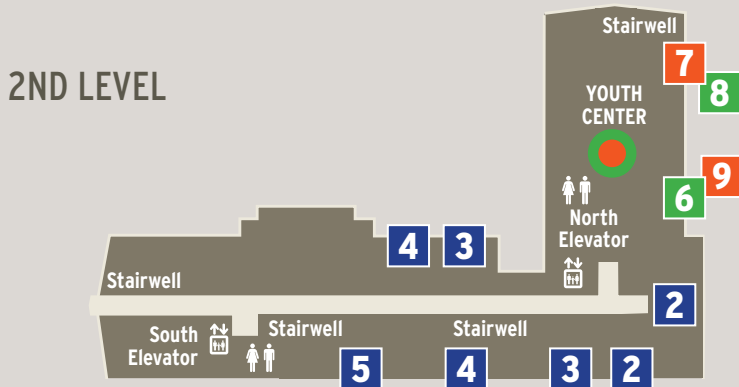 Stairwell
2ND LEVEL
7
8
YOUTH
CENTER
9
6
North
Elevator
4
3
Stairwell
2
South
Elevator
Stairwell
Stairwell
5
4
3
2